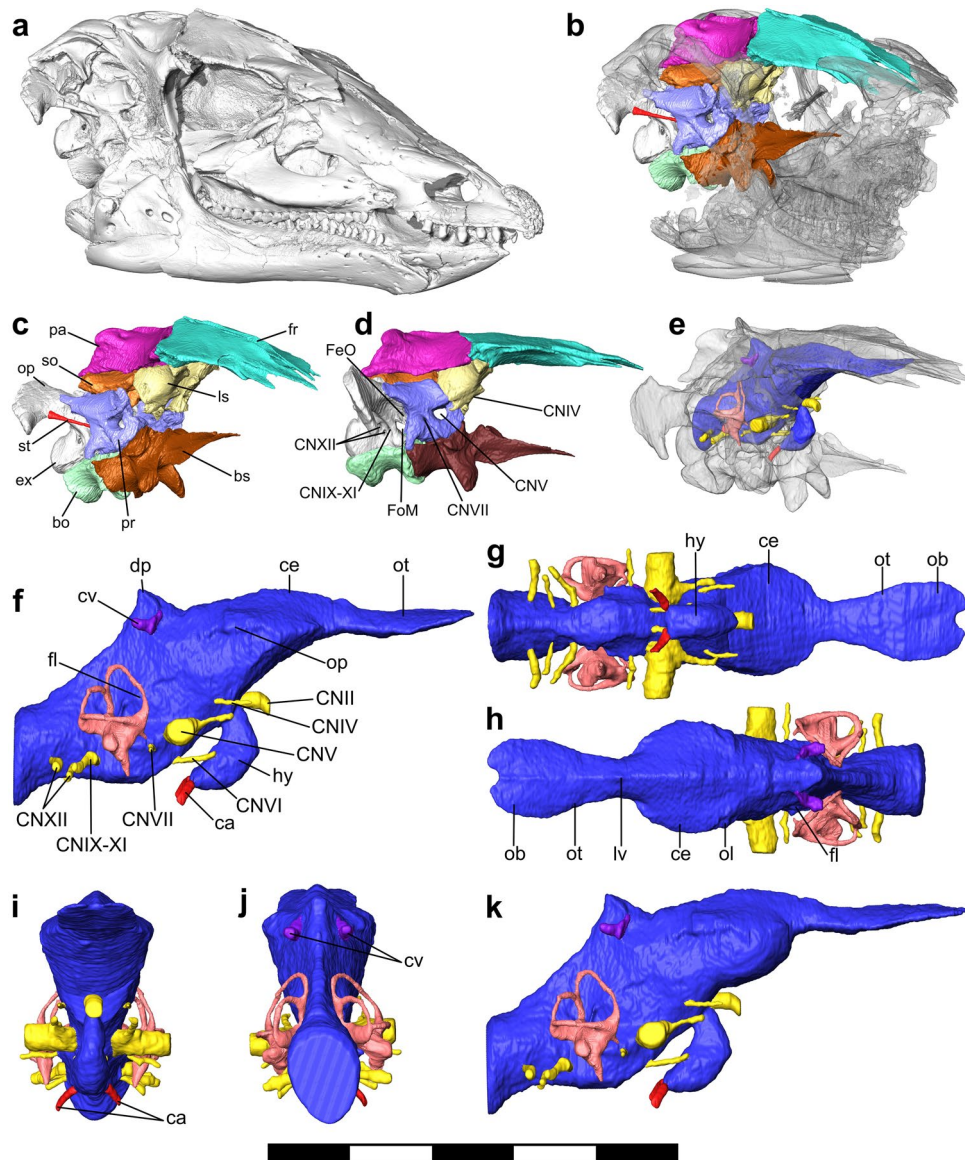 a
b
c
pa
fr
so
op
ls
st
ex
bs
bo
pr
d
FeO
CNIV
CNXII
CNV
CNIX-XI
CNVII
FoM
e
f
dp
ce
ot
cv
op
fl
CNII
CNIV
CNV
hy
CNVI
CNXII
CNVII
ca
CNIX-XI
g
hy
ce
ot
ob
h
ob
ot
lv
ce
ol
fl
i
ca
j
cv
k